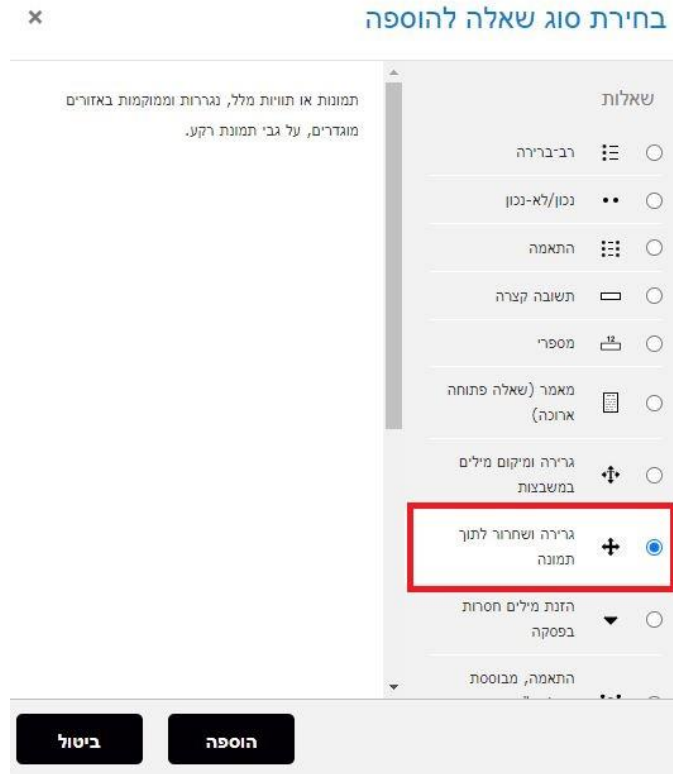 בחירת סוג שאלה להוספה
×
שאלות
רב-ברירה
נכון/לא-נכון
התאמה
תשובה קצרה
12
מספרי
מאמר (שאלה פתוחה
ארוכה)
גרירה ומיקום מילים
במשבצות
גרירה ושחרור לתוך
תמונה
הזנת מילים חסרות
בפסקה
התאמה, מבוססת
תמונות או תוויות מלל, נגררות וממוקמות באזורים
מוגדרים, על גבי תמונת רקע.
הוספה
ביטול